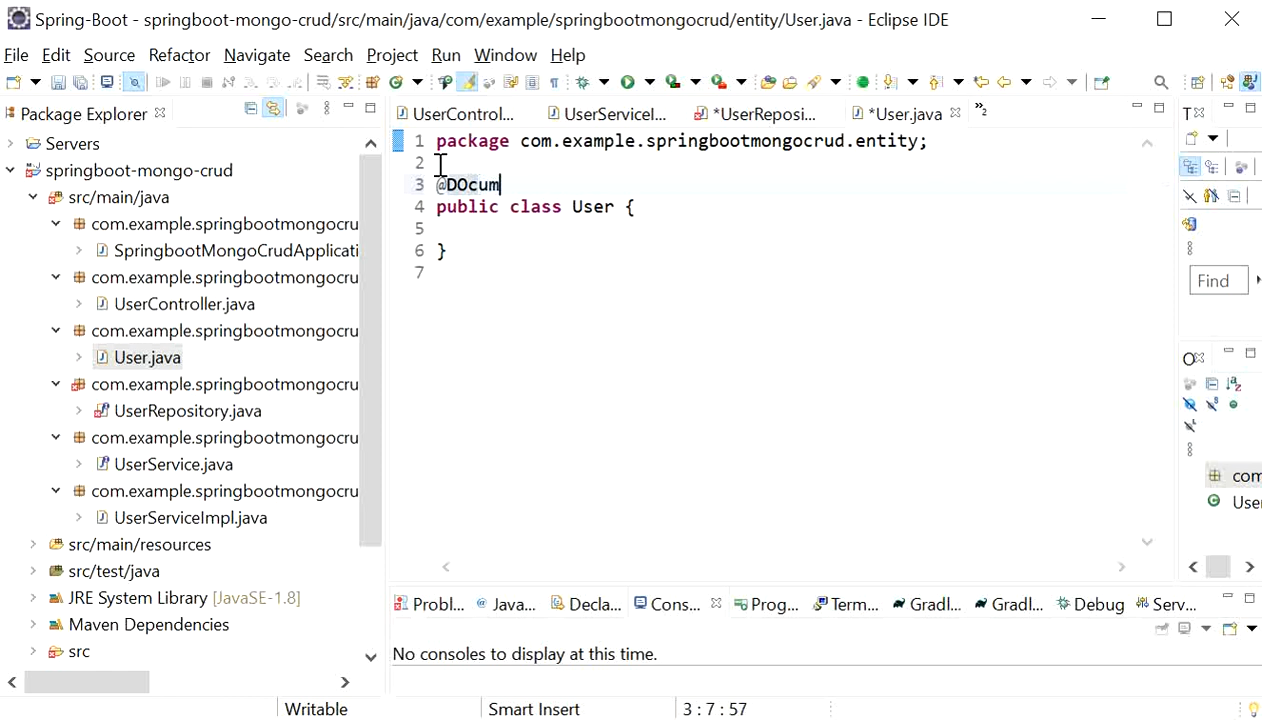 Spring-Boot - springboot-mongo-crud/src/main/java/com/example/springbootmongocrud/entity/User.java - Eclipse IDE
File Edit Source Refactor Navigate Search Project Run Window Help
Package Explorer
Servers
springboot-mongo-crud
src/main/java
com.example.springbootmongocru
SpringbootMongoCrudApplicati
com.example.springbootmongocru
UserController.java
com.example.springbootmongocru
User.java
com.example.springbootmongocru
UserRepository.java
com.example.springbootmongocru
UserService.java
com.example.springbootmongocru
UserServiceImpl.java
src/main/resources
src/test/java
JRE System Library [JavaSE-1.8]
Maven Dependencies
src
UserControl... UserServiceI... *UserReposi... *User.java »2
1 package com.example.springbootmongocrud.entity;
2
3 @DOcum
4 public class User {
5
6 }
7
T
Find
O
com
User
Probl... Java... Decla... Cons... Prog... Term... Gradl... Gradl... Debug Serv...
No consoles to display at this time.
Writable Smart Insert 3 : 7 : 57